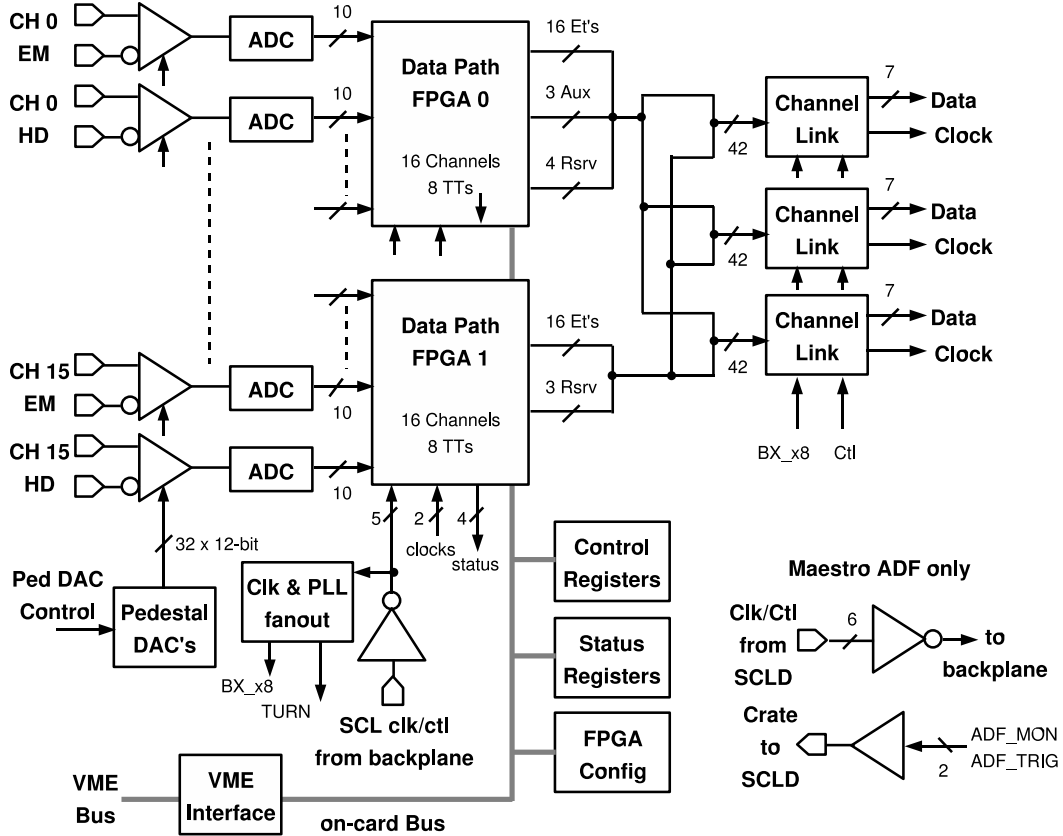 CH 0
EM
ADC
10
CH 0
HD
ADC
10
Data Path
FPGA 0
16 Channels
8 TTs
16 Et's
3 Aux
4 Rsrv
42
Channel
Link
7
Data
Clock
42
Channel
Link
7
Data
Clock
42
Channel
Link
7
Data
Clock
BX_x8
Ctl
CH 15
EM
ADC
10
CH 15
HD
ADC
10
Data Path
FPGA 1
16 Channels
8 TTs
16 Et's
3 Rsrv
5
2
4
clocks
status
32 x 12-bit
Ped DAC
Control
Pedestal
DAC's
Clk & PLL
fanout
BX_x8
TURN
SCL clk/ctl
from backplane
Control
Registers
Status
Registers
FPGA
Config
VME
Bus
VME
Interface
on-card Bus
Maestro ADF only
Clk/Ctl
from
SCLD
6
to
backplane
Crate
to
SCLD
2
ADF_MON
ADF_TRIG